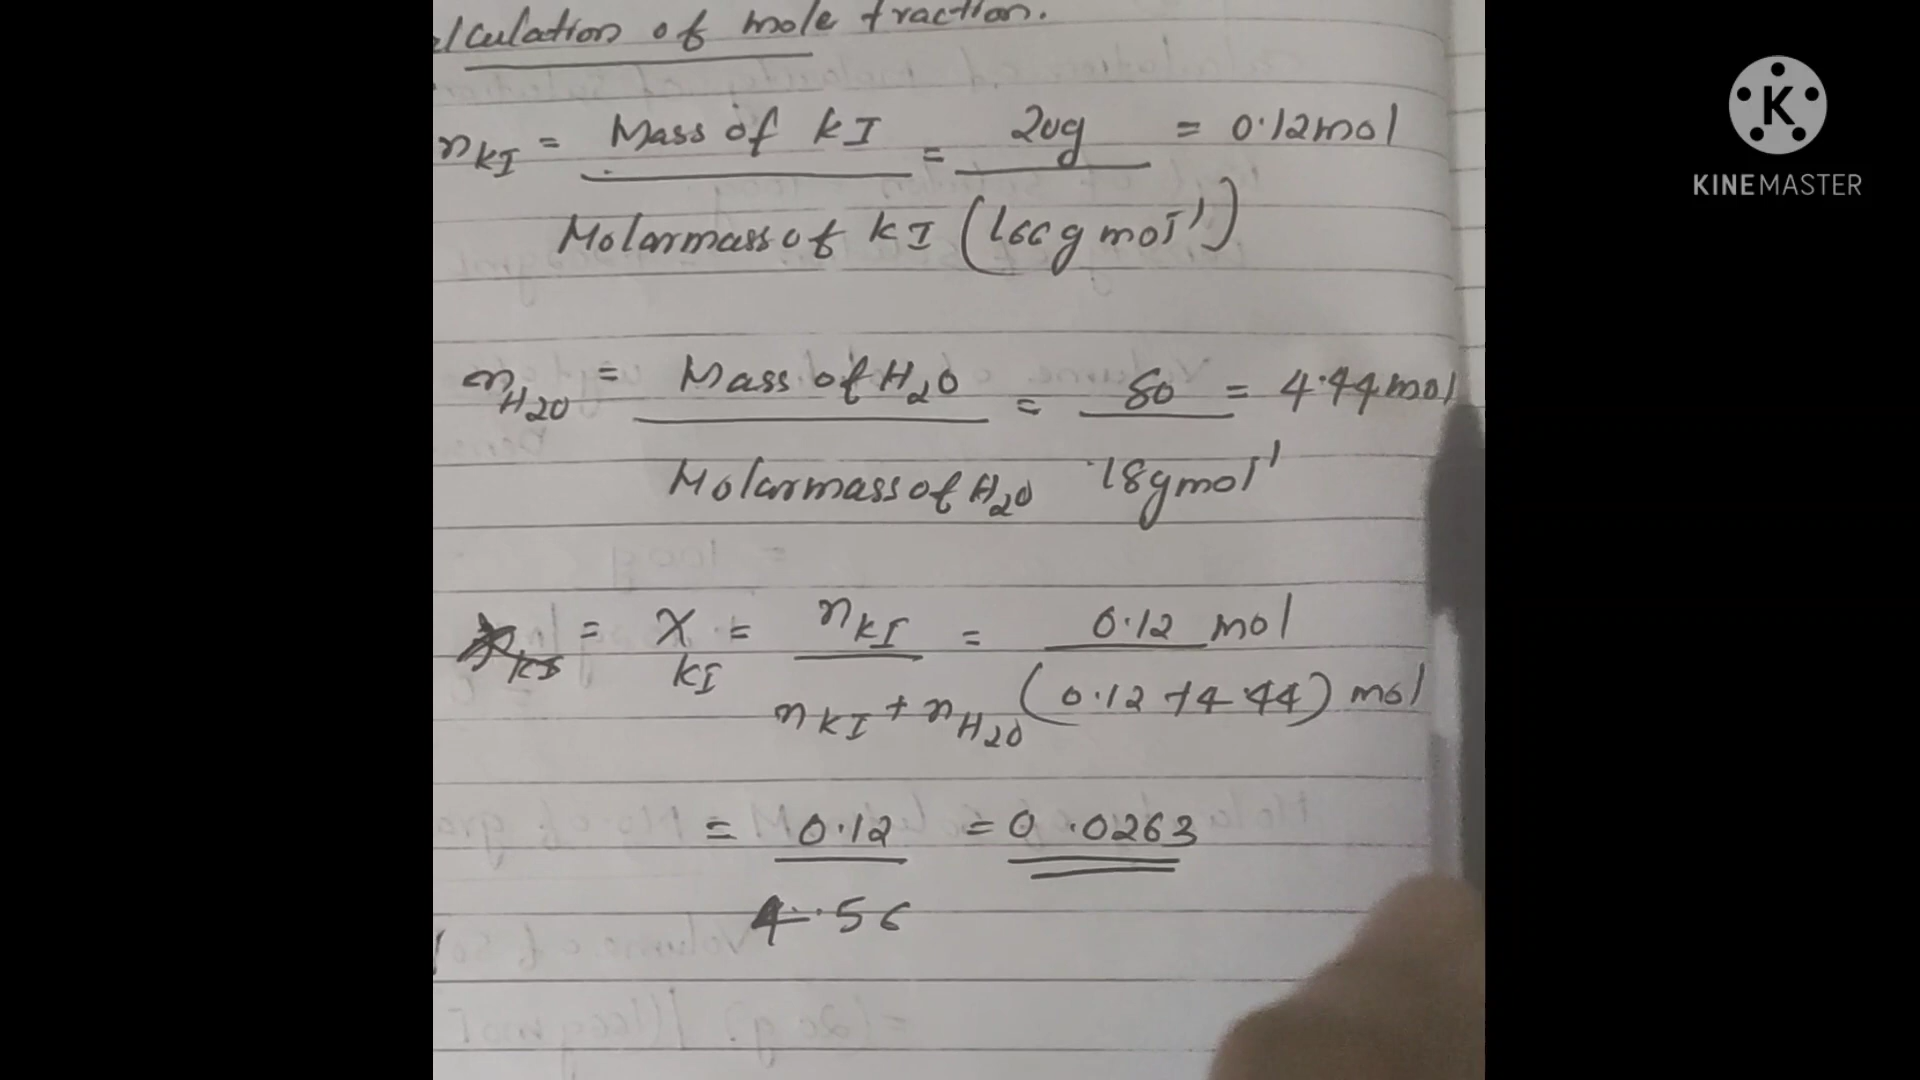 lculation of mole fraction.
nKI = Mass of KI = 20g = 0.12mol
Molarmass of KI (166g mol⁻¹)
nH2O = Mass of H2O = 80 = 4.44mol
Molarmass of H2O 18gmol⁻¹
= XKI = nKI = 0.12 mol
nKI + nH2O (0.12 + 4.44) mol
= 0.12 = 0.0263
4.56
K
KINEMASTER